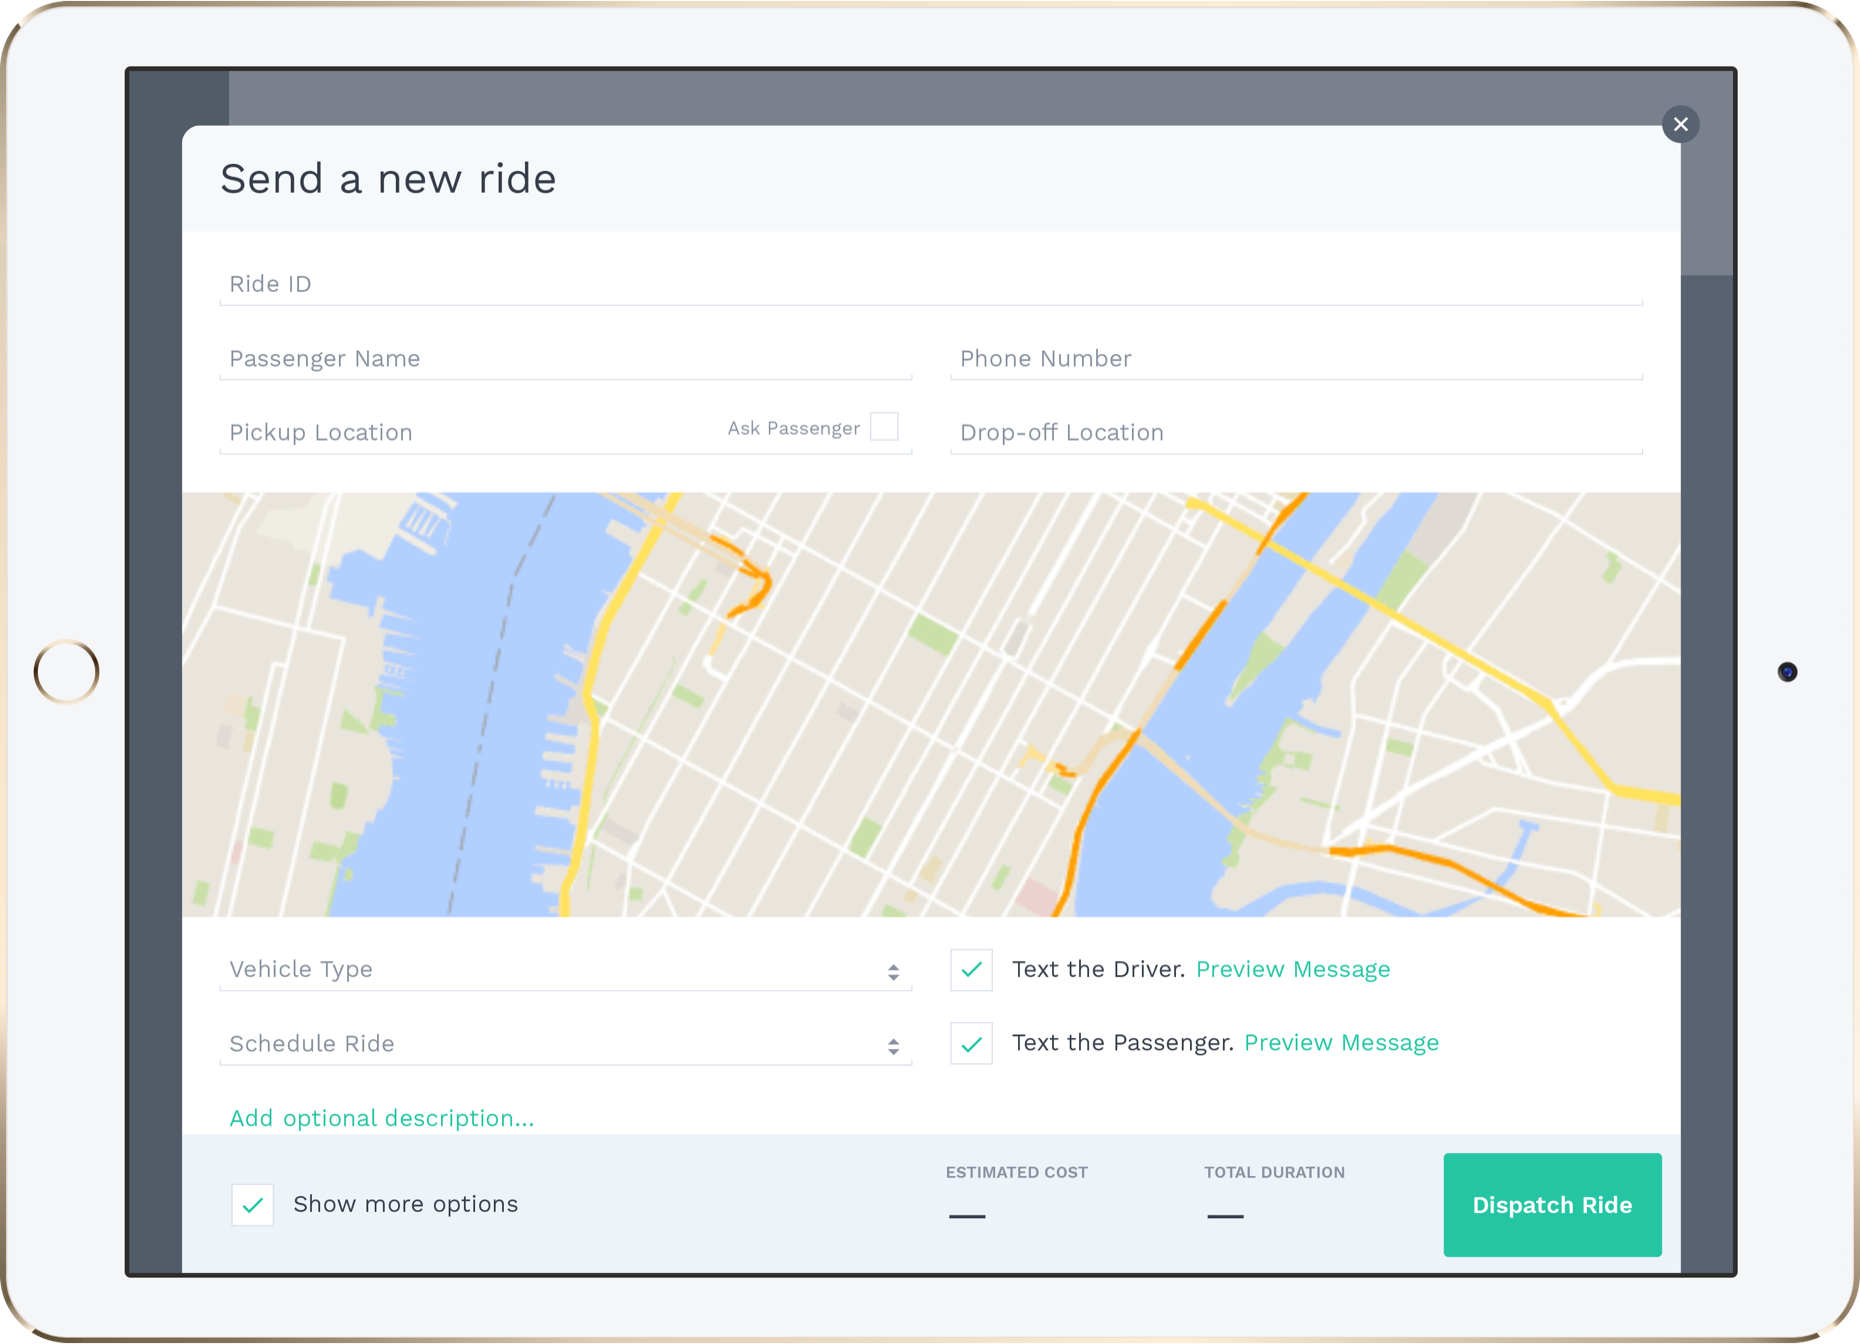 Send a new ride
Ride ID
Passenger Name
Phone Number
Pickup Location
Ask Passenger
Drop-off Location
Vehicle Type
Text the Driver. Preview Message
Schedule Ride
Text the Passenger. Preview Message
Add optional description...
Show more options
ESTIMATED COST
TOTAL DURATION
—
—
Dispatch Ride